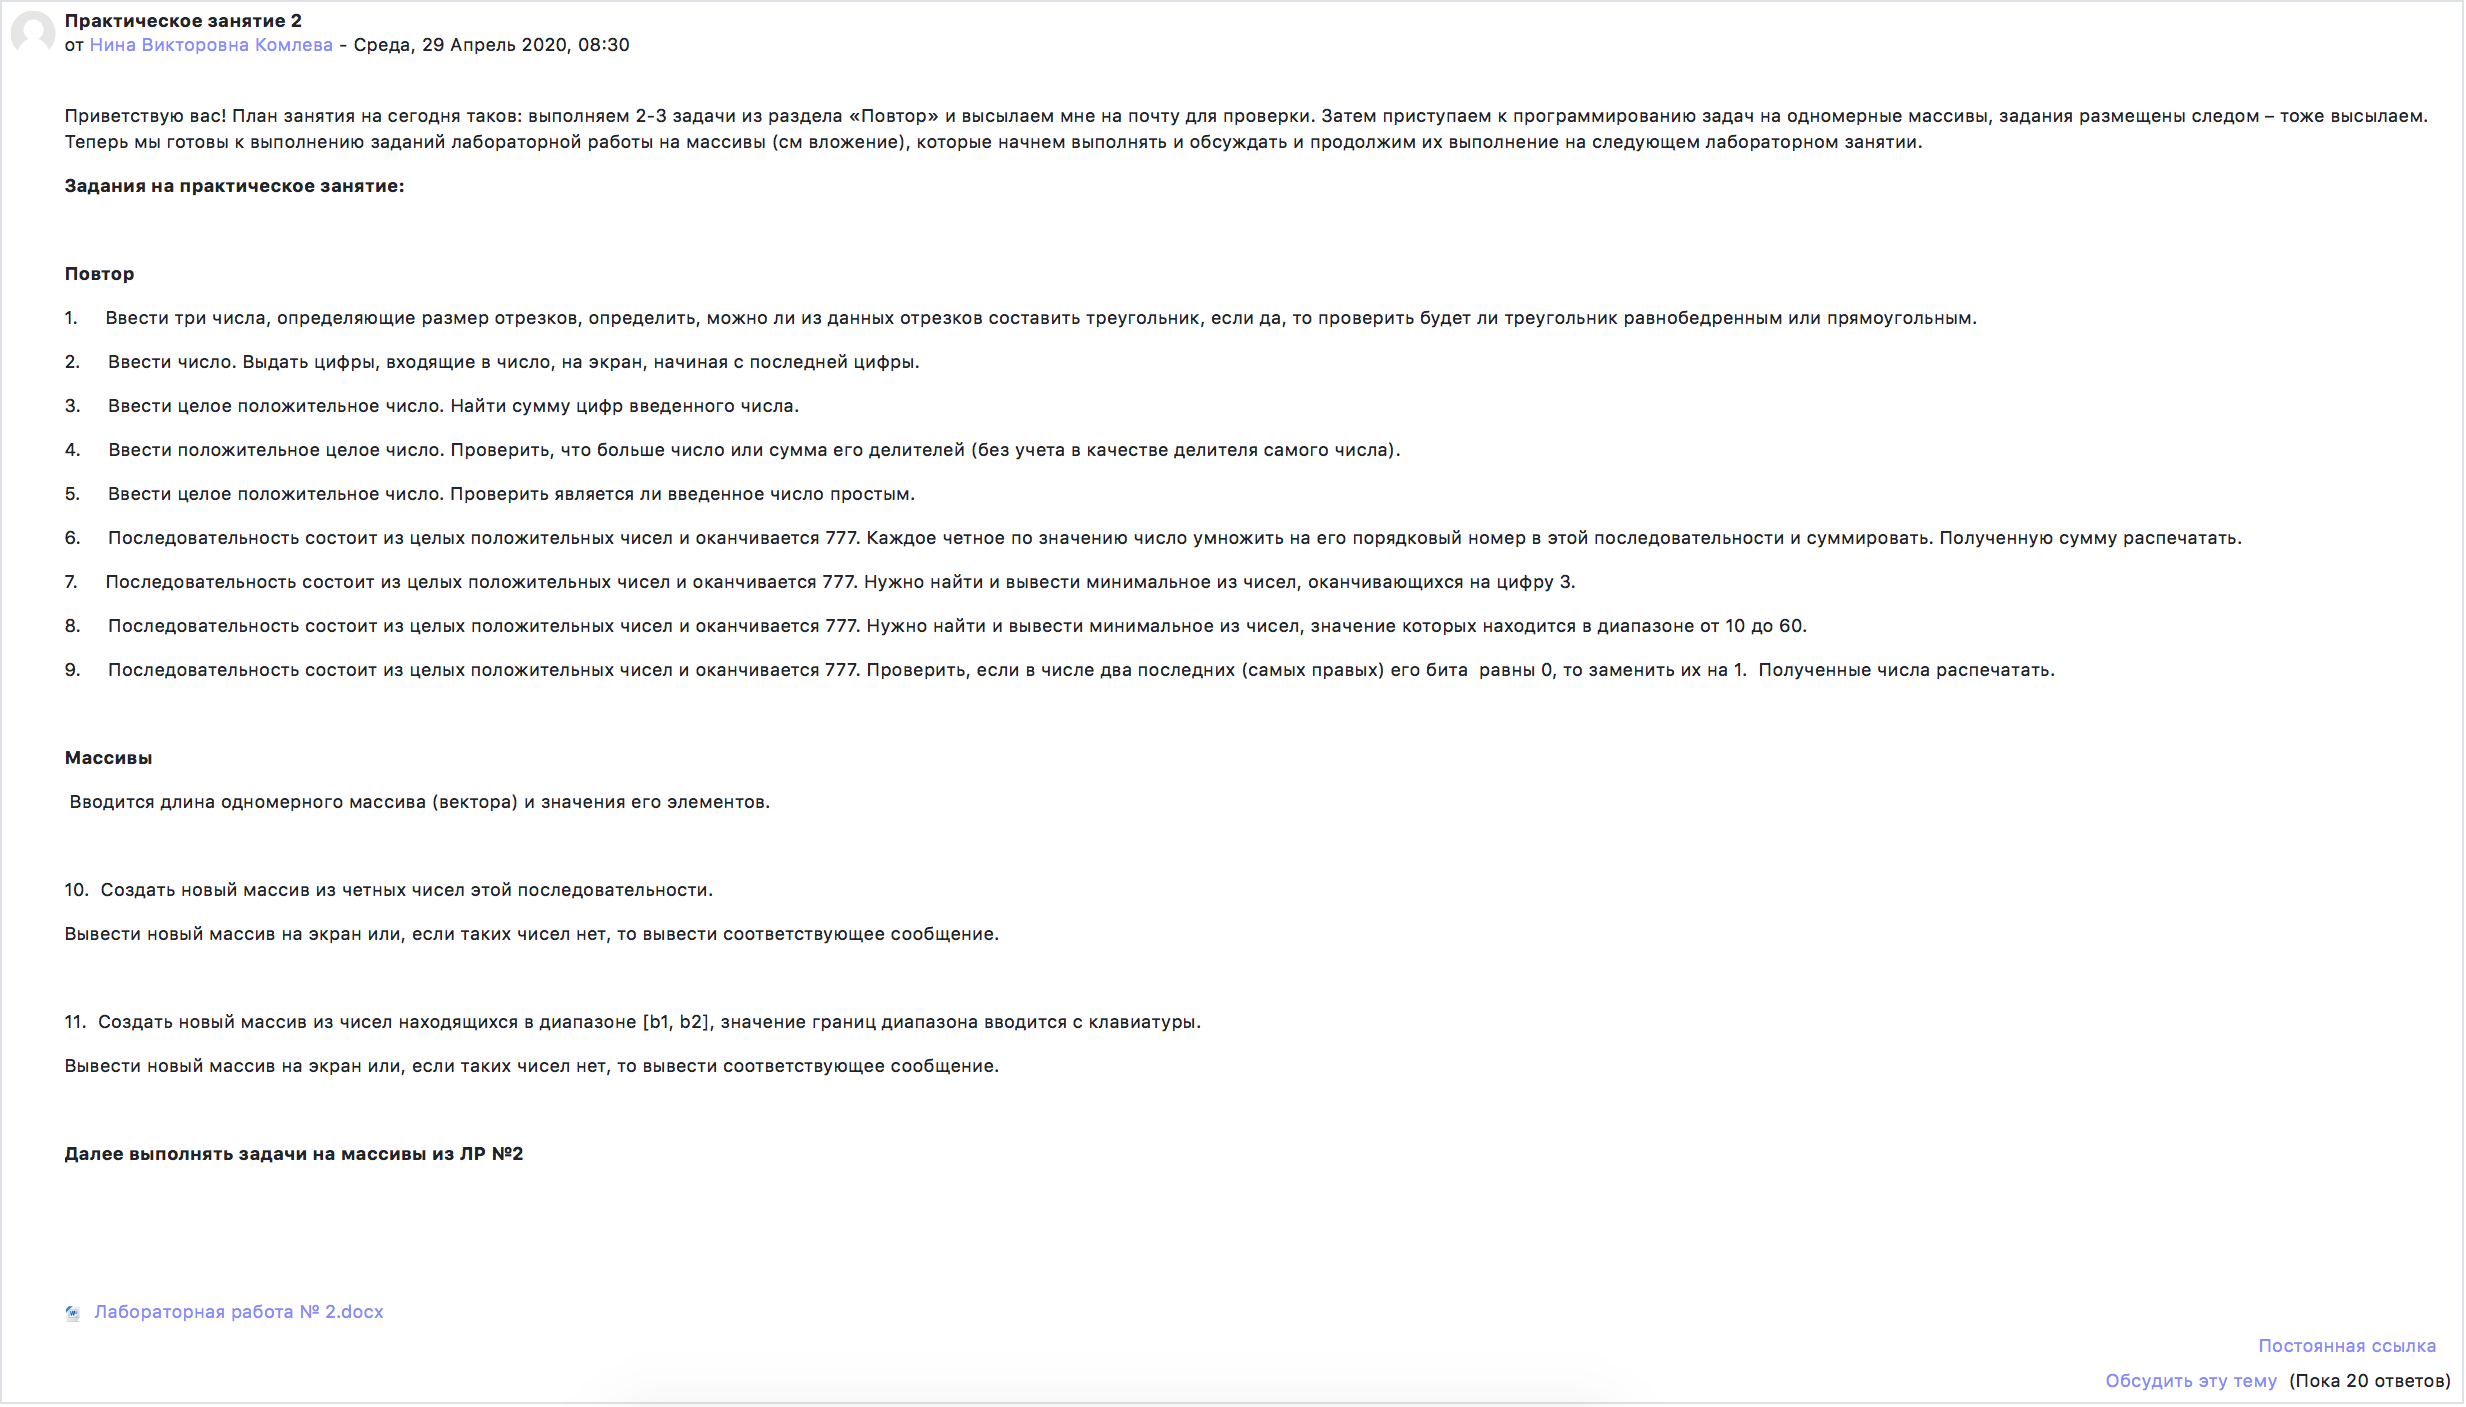 Практическое занятие 2
от Нина Викторовна Комлева - Среда, 29 Апрель 2020, 08:30
Приветствую вас! План занятия на сегодня таков: выполняем 2-3 задачи из раздела «Повтор» и высылаем мне на почту для проверки. Затем приступаем к программированию задач на одномерные массивы, задания размещены следом – тоже высылаем.
Теперь мы готовы к выполнению заданий лабораторной работы на массивы (см вложение), которые начнем выполнять и обсуждать и продолжим их выполнение на следующем лабораторном занятии.
Задания на практическое занятие:
Повтор
1. Ввести три числа, определяющие размер отрезков, определить, можно ли из данных отрезков составить треугольник, если да, то проверить будет ли треугольник равнобедренным или прямоугольным.
2. Ввести число. Выдать цифры, входящие в число, на экран, начиная с последней цифры.
3. Ввести целое положительное число. Найти сумму цифр введенного числа.
4. Ввести положительное целое число. Проверить, что больше число или сумма его делителей (без учета в качестве делителя самого числа).
5. Ввести целое положительное число. Проверить является ли введенное число простым.
6. Последовательность состоит из целых положительных чисел и оканчивается 777. Каждое четное по значению число умножить на его порядковый номер в этой последовательности и суммировать. Полученную сумму распечатать.
7. Последовательность состоит из целых положительных чисел и оканчивается 777. Нужно найти и вывести минимальное из чисел, оканчивающихся на цифру 3.
8. Последовательность состоит из целых положительных чисел и оканчивается 777. Нужно найти и вывести минимальное из чисел, значение которых находится в диапазоне от 10 до 60.
9. Последовательность состоит из целых положительных чисел и оканчивается 777. Проверить, если в числе два последних (самых правых) его бита равны 0, то заменить их на 1. Полученные числа распечатать.
Массивы
Вводится длина одномерного массива (вектора) и значения его элементов.
10. Создать новый массив из четных чисел этой последовательности.
Вывести новый массив на экран или, если таких чисел нет, то вывести соответствующее сообщение.
11. Создать новый массив из чисел находящихся в диапазоне [b1, b2], значение границ диапазона вводится с клавиатуры.
Вывести новый массив на экран или, если таких чисел нет, то вывести соответствующее сообщение.
Далее выполнять задачи на массивы из ЛР №2
Лабораторная работа № 2.docx
Постоянная ссылка
Обсудить эту тему (Пока 20 ответов)